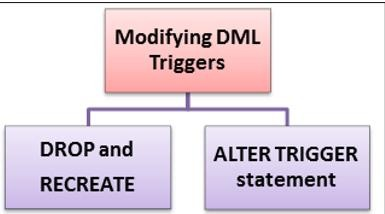 Modifying DML
Triggers
DROP and
RECREATE
ALTER TRIGGER
statement